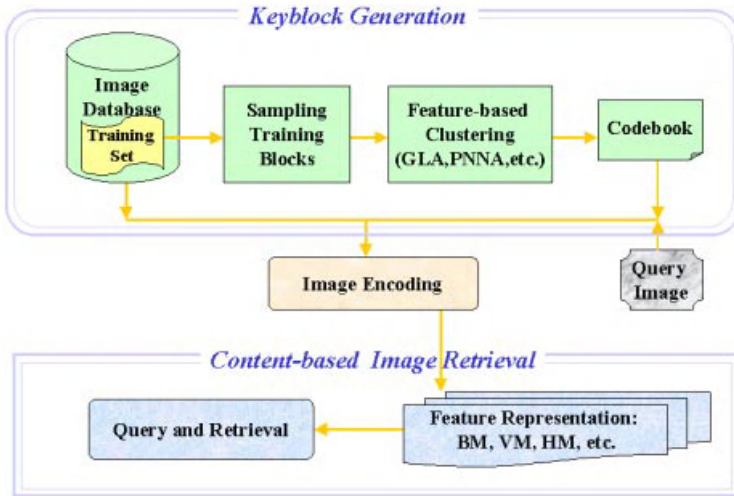 Keyblock Generation
Image
Database
Training
Set
Sampling
Training
Blocks
Feature-based
Clustering
(GLA,PNNA,etc.)
Codebook
Image Encoding
Query
Image
Content-based Image Retrieval
Query and Retrieval
Feature Representation:
BM, VM, HM, etc.